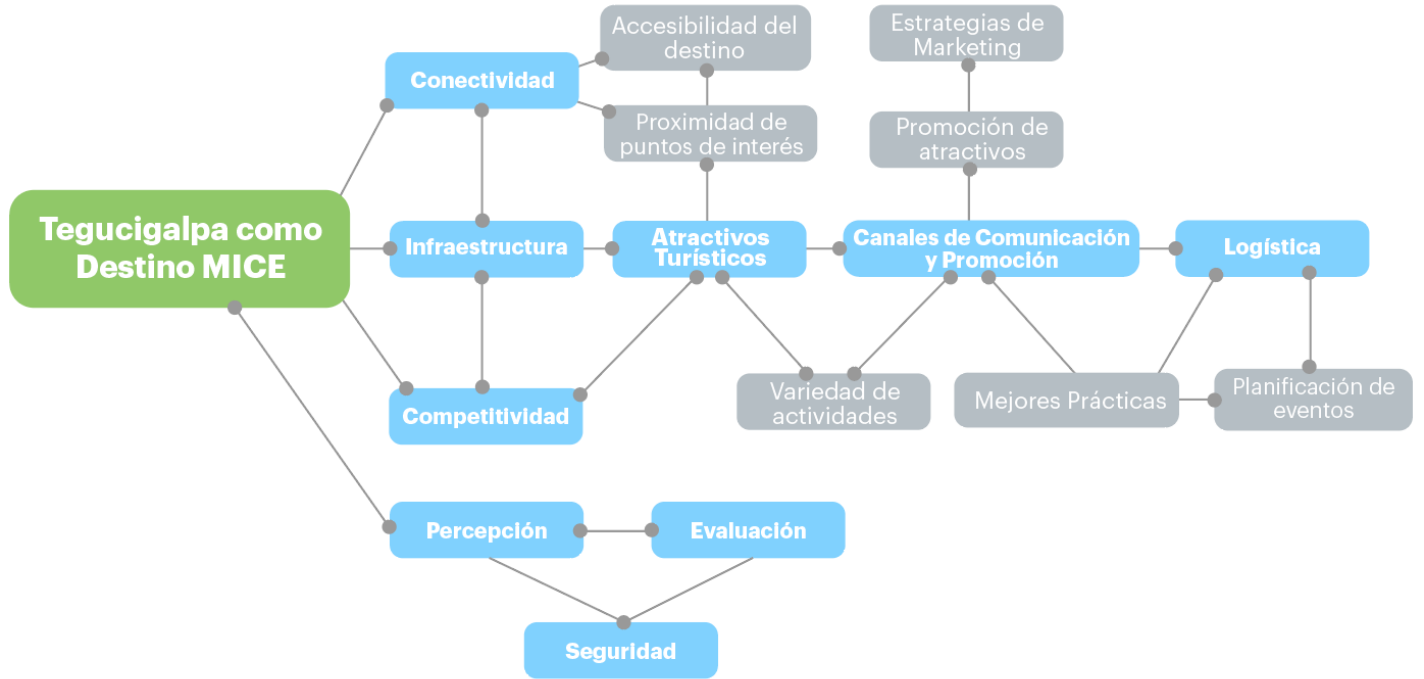 Accesibilidad del
destino
Estrategias de
Marketing
Conectividad
Proximidad de
puntos de interés
Promoción de
atractivos
Tegucigalpa como
Destino MICE
Infraestructura
Atractivos
Turísticos
Canales de Comunicación
y Promoción
Logística
Competitividad
Variedad de
actividades
Mejores Prácticas
Planificación de
eventos
Percepción
Evaluación
Seguridad